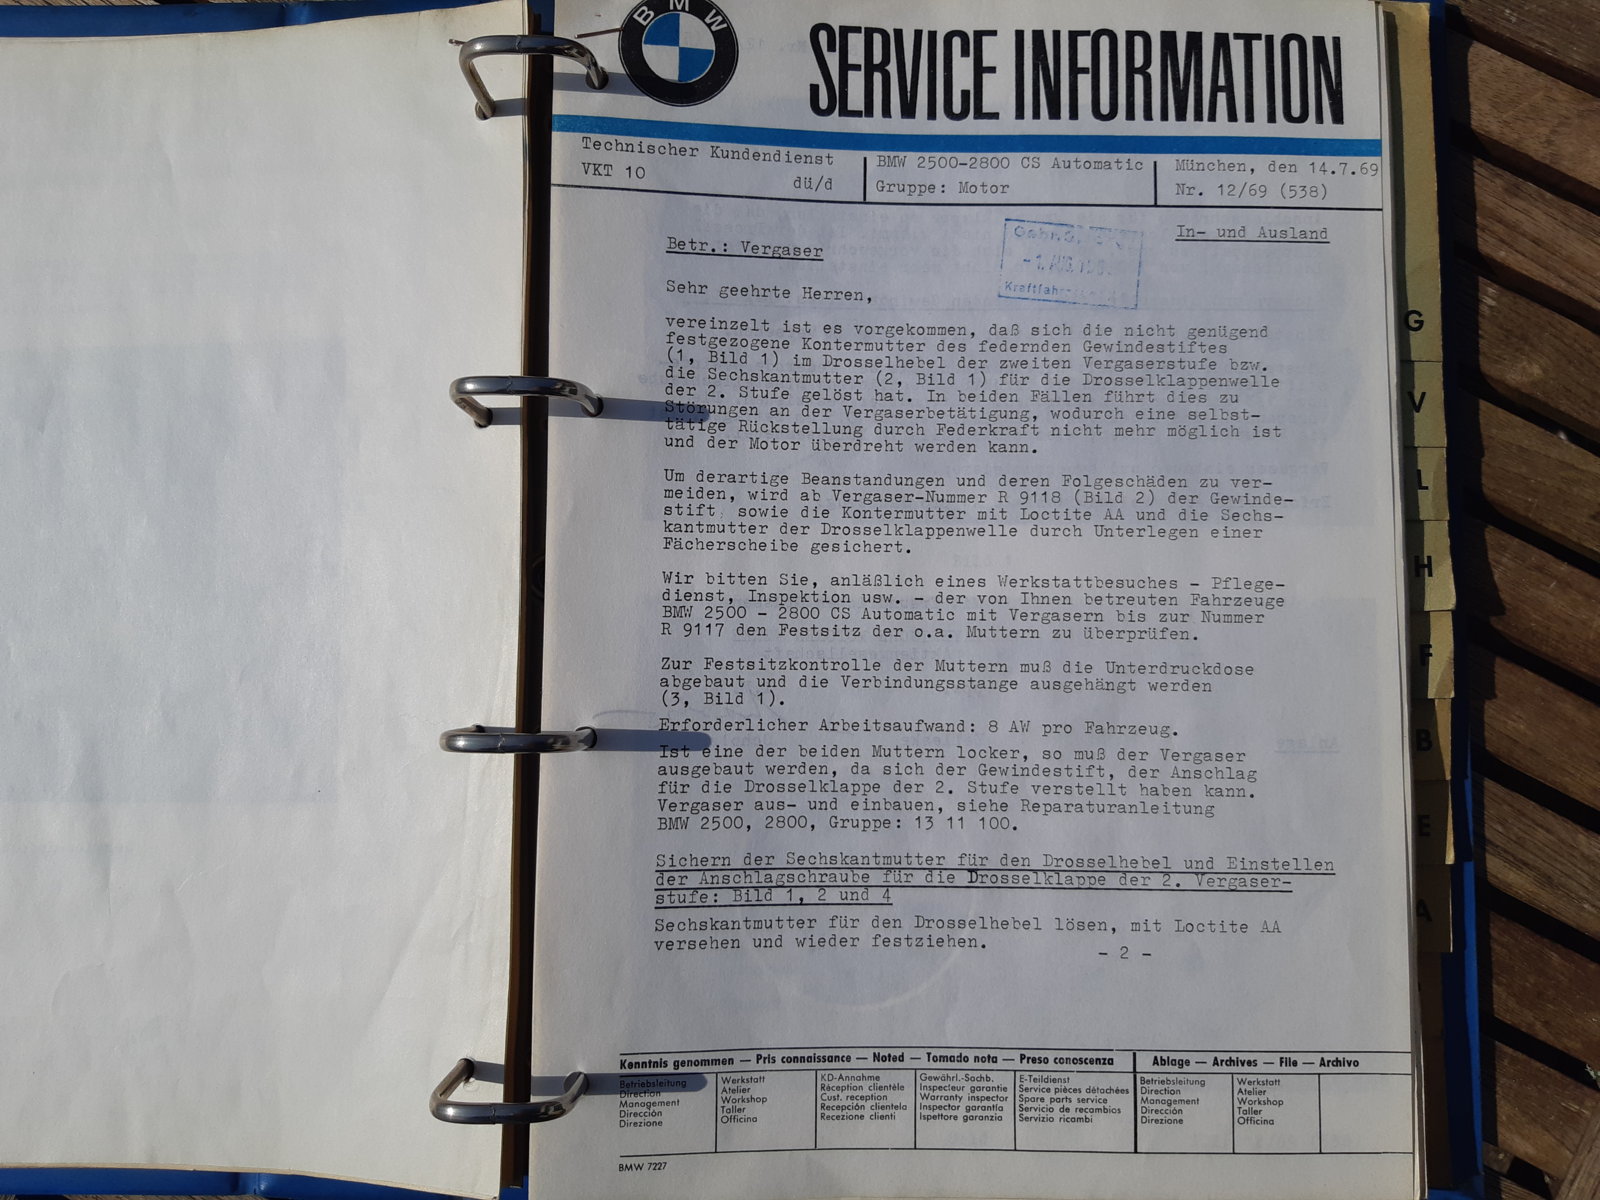 BMW
SERVICE INFORMATION
Technischer Kundendienst
VKT 10
dü/d
BMW 2500-2800 CS Automatic
Gruppe: Motor
München, den 14.7.69
Nr. 12/69 (538)
In- und Ausland
Betr.: Vergaser
-1. AUG.
Sehr geehrte Herren,
vereinzelt ist es vorgekommen, daß sich die nicht genügend
festgezogene Kontermutter des federnden Gewindestiftes
(1, Bild 1) im Drosselhebel der zweiten Vergaserstufe bzw.
die Sechskantmutter (2, Bild 1) für die Drosselklappenwelle
der 2. Stufe gelöst hat. In beiden Fällen führt dies zu
Störungen an der Vergaserbetätigung, wodurch eine selbst-
tätige Rückstellung durch Federkraft nicht mehr möglich ist
und der Motor überdreht werden kann.
Um derartige Beanstandungen und deren Folgeschäden zu ver-
meiden, wird ab Vergaser-Nummer R 9118 (Bild 2) der Gewinde-
stift sowie die Kontermutter mit Loctite AA und die Sechs-
kantmutter der Drosselklappenwelle durch Unterlegen einer
Fächerscheibe gesichert.
Wir bitten Sie, anläßlich eines Werkstattbesuches - Pflege-
dienst, Inspektion usw. - der von Ihnen betreuten Fahrzeuge
BMW 2500 - 2800 CS Automatic mit Vergasern bis zur Nummer
R 9117 den Festsitz der o.a. Muttern zu überprüfen.
Zur Festsitzkontrolle der Muttern muß die Unterdruckdose
abgebaut und die Verbindungsstange ausgehängt werden
(3, Bild 1).
Erforderlicher Arbeitsaufwand: 8 AW pro Fahrzeug.
Ist eine der beiden Muttern locker, so muß der Vergaser
ausgebaut werden, da sich der Gewindestift, der Anschlag
für die Drosselklappe der 2. Stufe verstellt haben kann.
Vergaser aus- und einbauen, siehe Reparaturanleitung
BMW 2500, 2800, Gruppe: 13 11 100.
Sichern der Sechskantmutter für den Drosselhebel und Einstellen
der Anschlagschraube für die Drosselklappe der 2. Vergaser-
stufe: Bild 1, 2 und 4
Sechskantmutter für den Drosselhebel lösen, mit Loctite AA
versehen und wieder festziehen.
- 2 -
Kenntnis genommen — Pris connaissance — Noted — Tomado nota — Preso conoscenza
Ablage — Archives — File — Archivo
Betriebsleitung
Direction
Management
Dirección
Direzione
Werkstatt
Atelier
Workshop
Taller
Officina
KD-Annahme
Réception clientèle
Cust. reception
Recepción clientela
Recezione clienti
Gewährl.-Sachb.
Inspecteur garantie
Warranty inspector
Inspector garantía
Ispettore garanzia
E-Teildienst
Service pièces détachées
Spare parts service
Servicio de recambios
Servizio ricambi
Betriebsleitung
Direction
Management
Dirección
Direzione
Werkstatt
Atelier
Workshop
Taller
Officina
BMW 7227
G
V
L
H
F
B
E
A